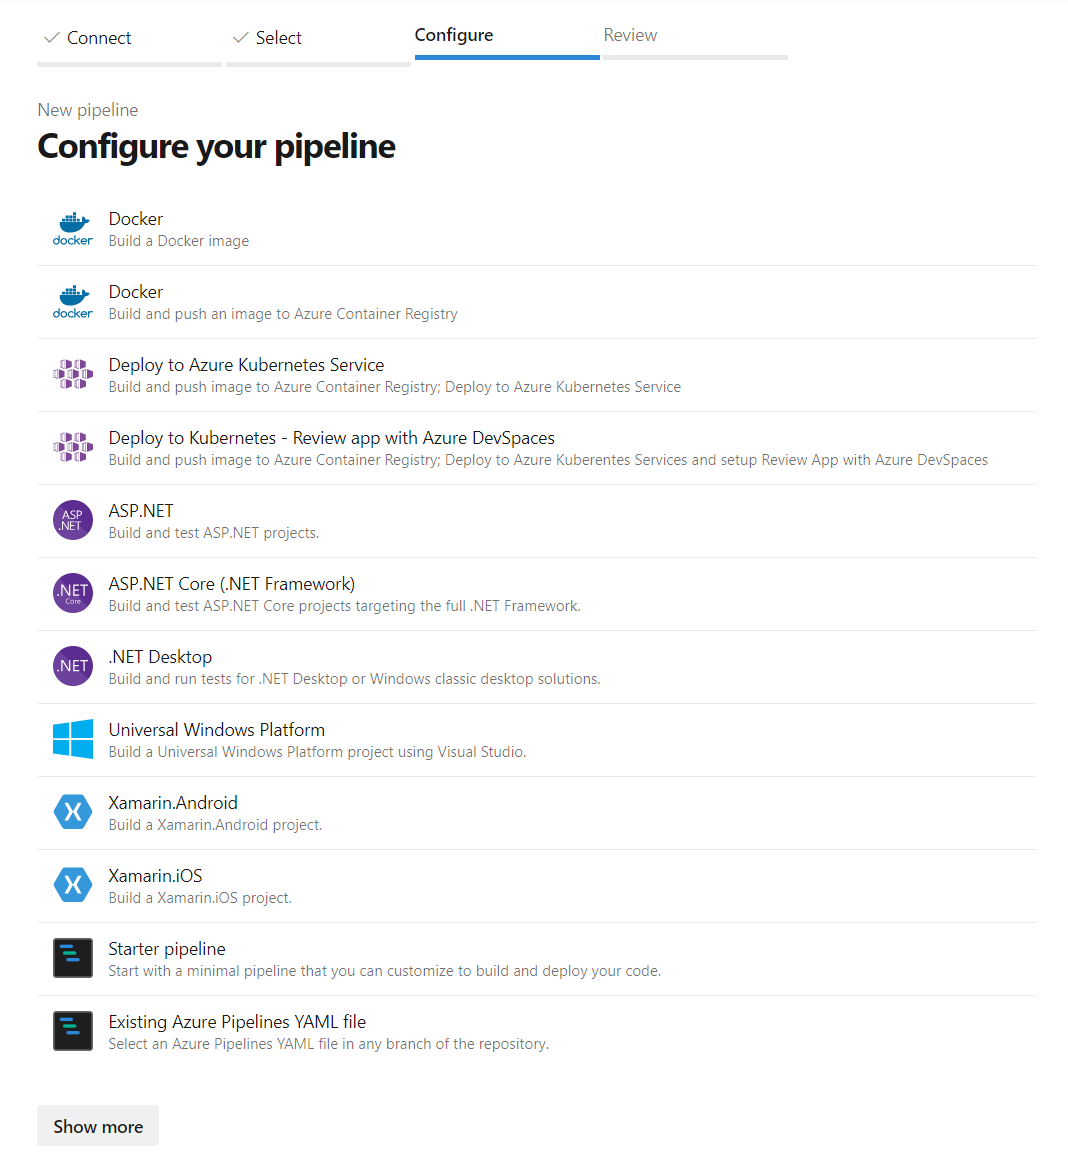 Connect Select Configure Review
New pipeline
Configure your pipeline
docker
Docker
Build a Docker image
docker
Docker
Build and push an image to Azure Container Registry
Deploy to Azure Kubernetes Service
Build and push image to Azure Container Registry; Deploy to Azure Kubernetes Service
Deploy to Kubernetes - Review app with Azure DevSpaces
Build and push image to Azure Container Registry; Deploy to Azure Kuberentes Services and setup Review App with Azure DevSpaces
ASP
.NET
ASP.NET
Build and test ASP.NET projects.
.NET
Core
ASP.NET Core (.NET Framework)
Build and test ASP.NET Core projects targeting the full .NET Framework.
.NET
.NET Desktop
Build and run tests for .NET Desktop or Windows classic desktop solutions.
Universal Windows Platform
Build a Universal Windows Platform project using Visual Studio.
Xamarin.Android
Build a Xamarin.Android project.
Xamarin.iOS
Build a Xamarin.iOS project.
Starter pipeline
Start with a minimal pipeline that you can customize to build and deploy your code.
Existing Azure Pipelines YAML file
Select an Azure Pipelines YAML file in any branch of the repository.
Show more